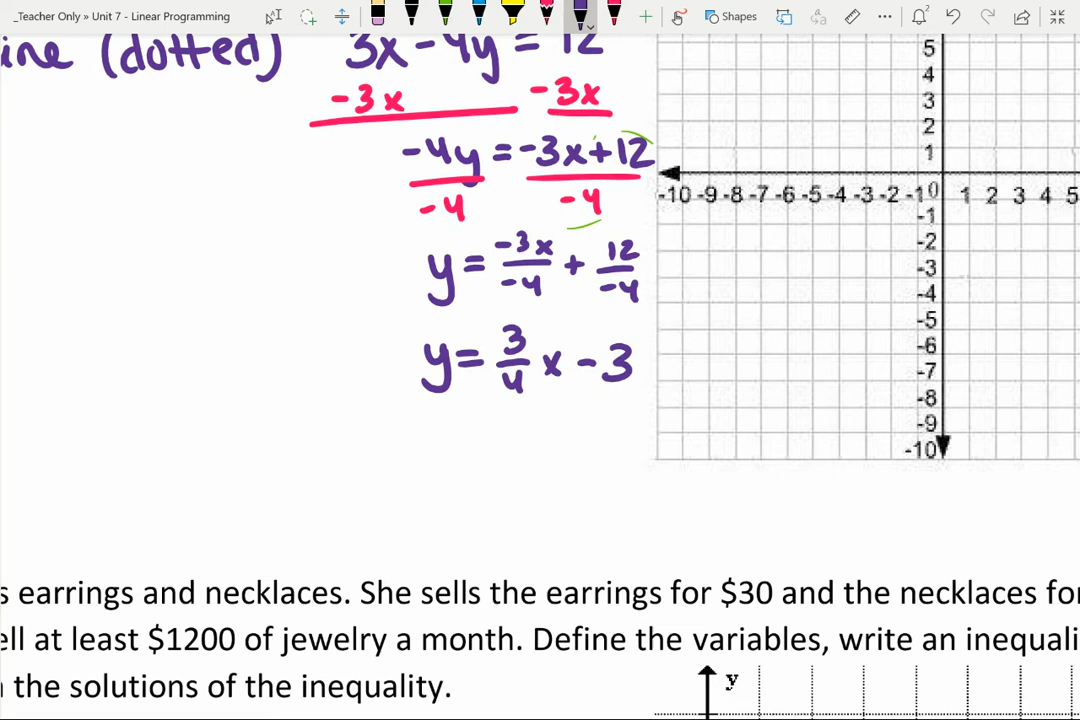 _Teacher Only » Unit 7 - Linear Programming
Shapes
ine (dotted) 3x - 4y = 12
-3x -3x
-4y = -3x + 12
-4 -4
y = -3x/-4 + 12/-4
y = 3/4 x - 3
5
4
3
2
1
-10 -9 -8 -7 -6 -5 -4 -3 -2 -1 0 1 2 3 4 5
-1
-2
-3
-4
-5
-6
-7
-8
-9
-10
s earrings and necklaces. She sells the earrings for $30 and the necklaces for
ell at least $1200 of jewelry a month. Define the variables, write an inequali
the solutions of the inequality.
y